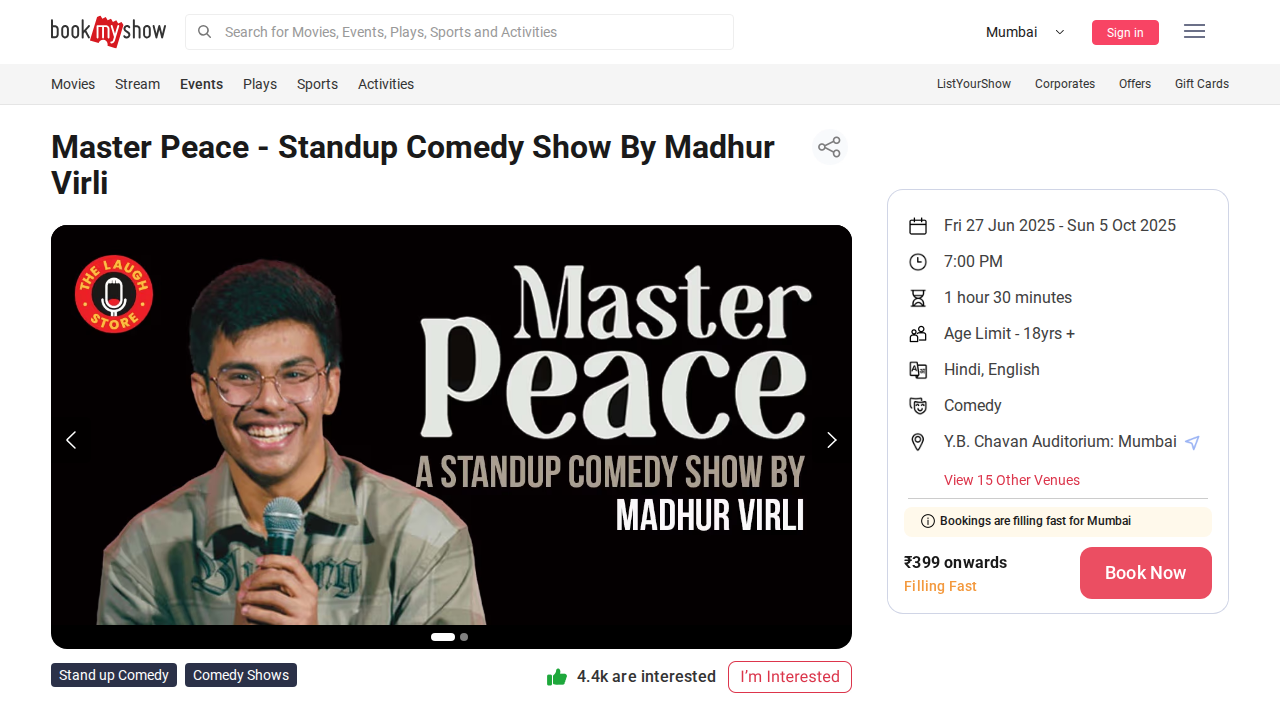 bookmyshow
Search for Movies, Events, Plays, Sports and Activities
Mumbai
Sign in
Movies
Stream
Events
Plays
Sports
Activities
ListYourShow
Corporates
Offers
Gift Cards
Master Peace - Standup Comedy Show By Madhur
Virli
THE LAUGH
STORE
Master
Peace
A STANDUP COMEDY SHOW BY
MADHUR VIRLI
Stand up Comedy
Comedy Shows
4.4k are interested
I'm Interested
Fri 27 Jun 2025 - Sun 5 Oct 2025
7:00 PM
1 hour 30 minutes
Age Limit - 18yrs +
Hindi, English
Comedy
Y.B. Chavan Auditorium: Mumbai
View 15 Other Venues
Bookings are filling fast for Mumbai
₹399 onwards
Filling Fast
Book Now